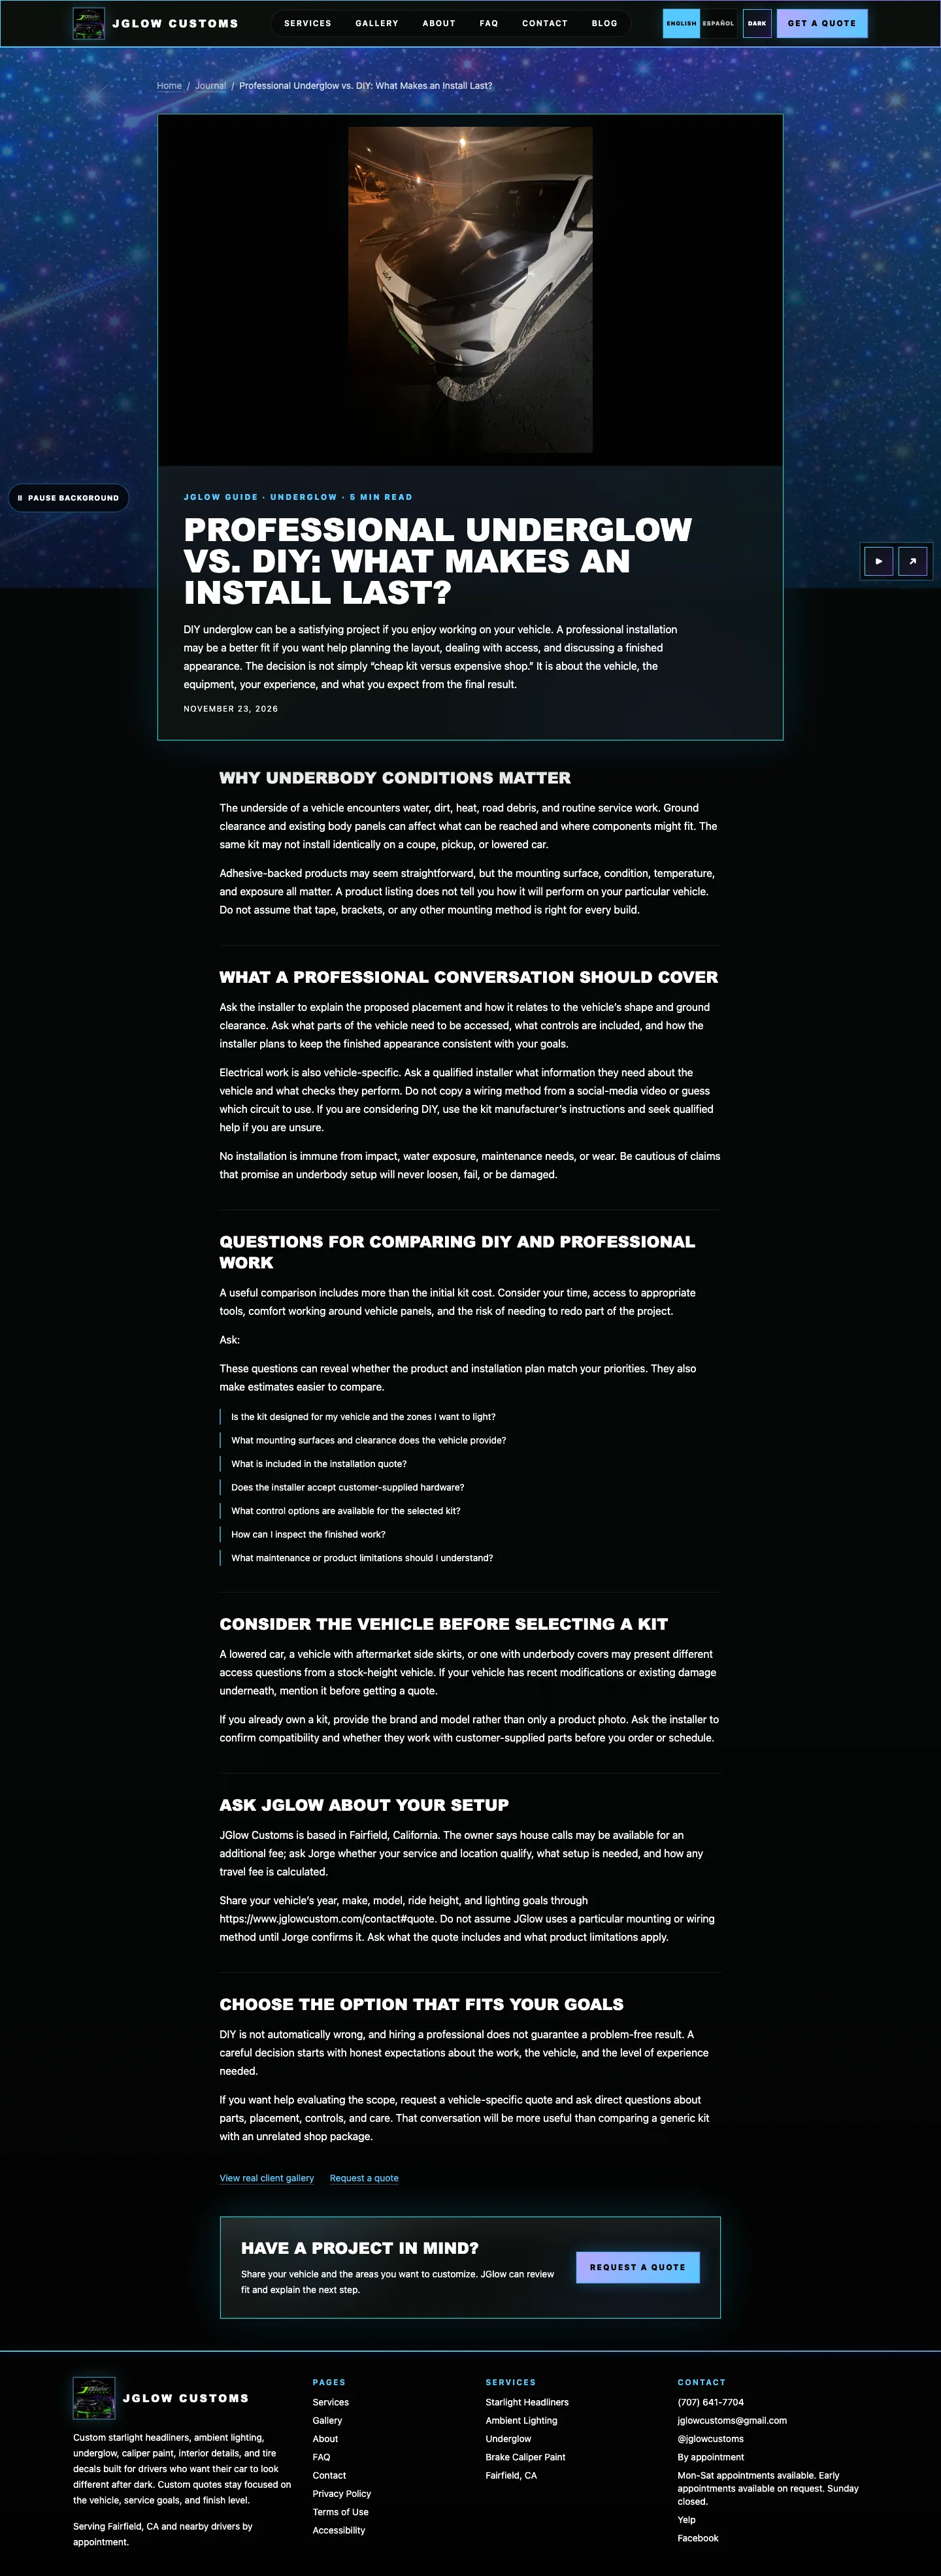 JGLOW CUSTOMS
SERVICES GALLERY ABOUT FAQ CONTACT BLOG
ENGLISH ESPAÑOL DARK GET A QUOTE
Home / Journal / Professional Underglow vs. DIY: What Makes an Install Last?
PAUSE BACKGROUND
JGLOW GUIDE · UNDERGLOW · 5 MIN READ
PROFESSIONAL UNDERGLOW
VS. DIY: WHAT MAKES AN
INSTALL LAST?
DIY underglow can be a satisfying project if you enjoy working on your vehicle. A professional installation
may be a better fit if you want help planning the layout, dealing with access, and discussing a finished
appearance. The decision is not simply “cheap kit versus expensive shop.” It is about the vehicle, the
equipment, your experience, and what you expect from the final result.
NOVEMBER 23, 2026
WHY UNDERBODY CONDITIONS MATTER
The underside of a vehicle encounters water, dirt, heat, road debris, and routine service work. Ground
clearance and existing body panels can affect what can be reached and where components might fit. The
same kit may not install identically on a coupe, pickup, or lowered car.
Adhesive-backed products may seem straightforward, but the mounting surface, condition, temperature,
and exposure all matter. A product listing does not tell you how it will perform on your particular vehicle.
Do not assume that tape, brackets, or any other mounting method is right for every build.
WHAT A PROFESSIONAL CONVERSATION SHOULD COVER
Ask the installer to explain the proposed placement and how it relates to the vehicle’s shape and ground
clearance. Ask what parts of the vehicle need to be accessed, what controls are included, and how the
installer plans to keep the finished appearance consistent with your goals.
Electrical work is also vehicle-specific. Ask a qualified installer what information they need about the
vehicle and what checks they perform. Do not copy a wiring method from a social-media video or guess
which circuit to use. If you are considering DIY, use the kit manufacturer’s instructions and seek qualified
help if you are unsure.
No installation is immune from impact, water exposure, maintenance needs, or wear. Be cautious of claims
that promise an underbody setup will never loosen, fail, or be damaged.
QUESTIONS FOR COMPARING DIY AND PROFESSIONAL
WORK
A useful comparison includes more than the initial kit cost. Consider your time, access to appropriate
tools, comfort working around vehicle panels, and the risk of needing to redo part of the project.
Ask:
These questions can reveal whether the product and installation plan match your priorities. They also
make estimates easier to compare.
Is the kit designed for my vehicle and the zones I want to light?
What mounting surfaces and clearance does the vehicle provide?
What is included in the installation quote?
Does the installer accept customer-supplied hardware?
What control options are available for the selected kit?
How can I inspect the finished work?
What maintenance or product limitations should I understand?
CONSIDER THE VEHICLE BEFORE SELECTING A KIT
A lowered car, a vehicle with aftermarket side skirts, or one with underbody covers may present different
access questions from a stock-height vehicle. If your vehicle has recent modifications or existing damage
underneath, mention it before getting a quote.
If you already own a kit, provide the brand and model rather than only a product photo. Ask the installer to
confirm compatibility and whether they work with customer-supplied parts before you order or schedule.
ASK JGLOW ABOUT YOUR SETUP
JGlow Customs is based in Fairfield, California. The owner says house calls may be available for an
additional fee; ask Jorge whether your service and location qualify, what setup is needed, and how any
travel fee is calculated.
Share your vehicle’s year, make, model, ride height, and lighting goals through
https://www.jglowcustom.com/contact#quote. Do not assume JGlow uses a particular mounting or wiring
method until Jorge confirms it. Ask what the quote includes and what product limitations apply.
CHOOSE THE OPTION THAT FITS YOUR GOALS
DIY is not automatically wrong, and hiring a professional does not guarantee a problem-free result. A
careful decision starts with honest expectations about the work, the vehicle, and the level of experience
needed.
If you want help evaluating the scope, request a vehicle-specific quote and ask direct questions about
parts, placement, controls, and care. That conversation will be more useful than comparing a generic kit
with an unrelated shop package.
View real client gallery Request a quote
HAVE A PROJECT IN MIND?
Share your vehicle and the areas you want to customize. JGlow can review
fit and explain the next step.
REQUEST A QUOTE
JGLOW CUSTOMS
Custom starlight headliners, ambient lighting,
underglow, caliper paint, interior details, and tire
decals built for drivers who want their car to look
different after dark. Custom quotes stay focused on
the vehicle, service goals, and finish level.
Serving Fairfield, CA and nearby drivers by
appointment.
PAGES
Services
Gallery
About
FAQ
Contact
Privacy Policy
Terms of Use
Accessibility
SERVICES
Starlight Headliners
Ambient Lighting
Underglow
Brake Caliper Paint
Fairfield, CA
CONTACT
(707) 641-7704
jglowcustoms@gmail.com
@jglowcustoms
By appointment
Mon-Sat appointments available. Early
appointments available on request. Sunday
closed.
Yelp
Facebook